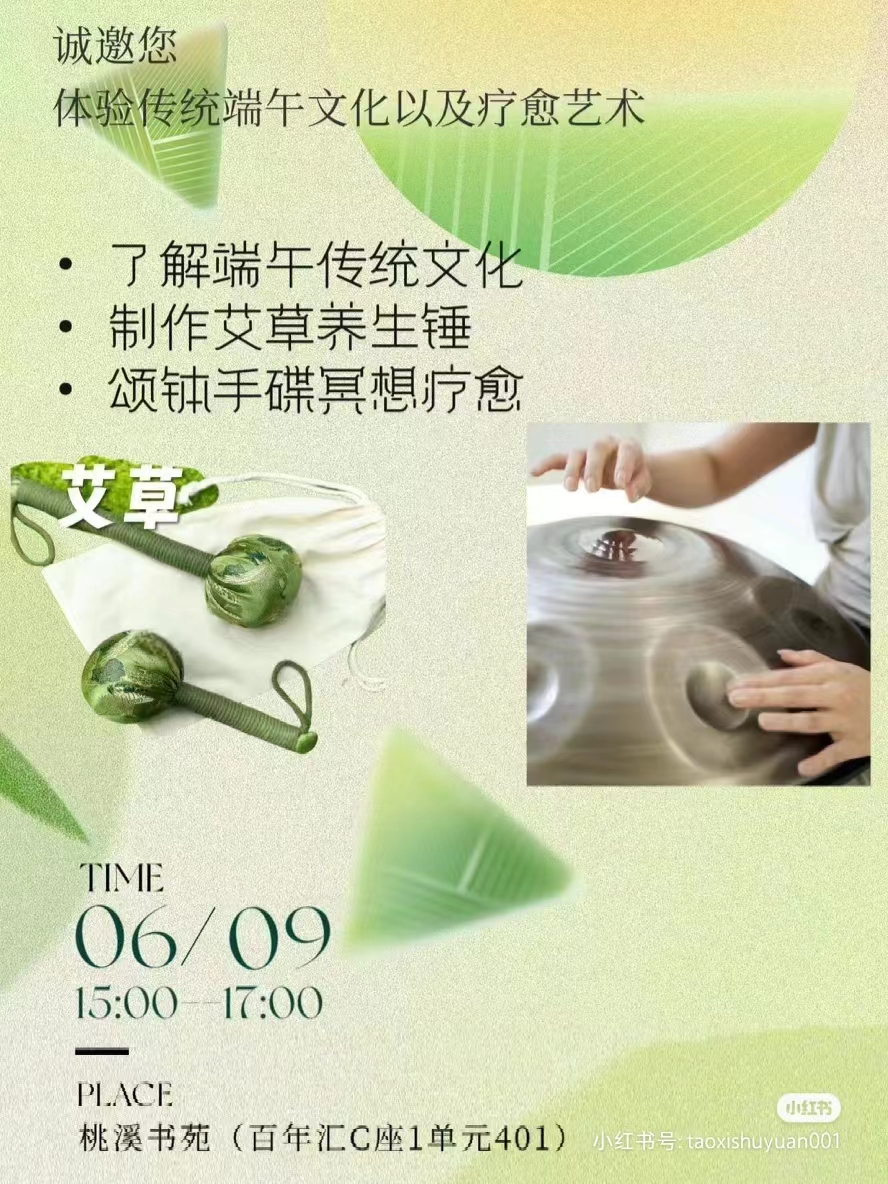 诚邀您
体验传统端午文化以及疗愈艺术
• 了解端午传统文化
• 制作艾草养生锤
• 颂钵手碟冥想疗愈
艾草
TIME
06/09
15:00—17:00
PLACE
桃溪书苑（百年汇C座1单元401）
小红书
小红书号: taoxishuyuan001